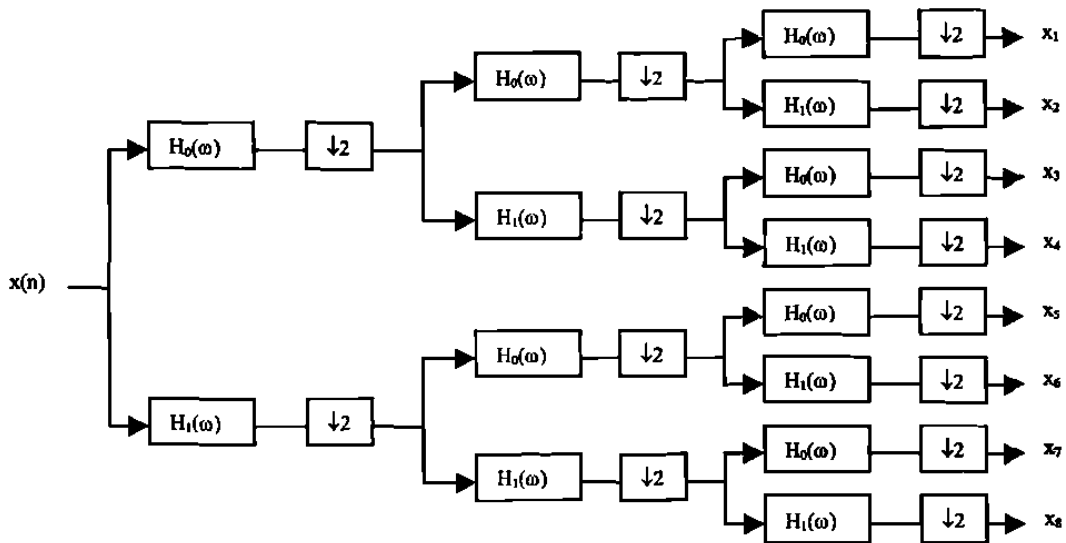 H₀(ω) ↓2 x₁
H₀(ω) ↓2
H₁(ω) ↓2 x₂
H₀(ω) ↓2
H₀(ω) ↓2 x₃
H₁(ω) ↓2
H₁(ω) ↓2 x₄
x(n)
H₀(ω) ↓2 x₅
H₀(ω) ↓2
H₁(ω) ↓2 x₆
H₁(ω) ↓2
H₀(ω) ↓2 x₇
H₁(ω) ↓2
H₁(ω) ↓2 x₈